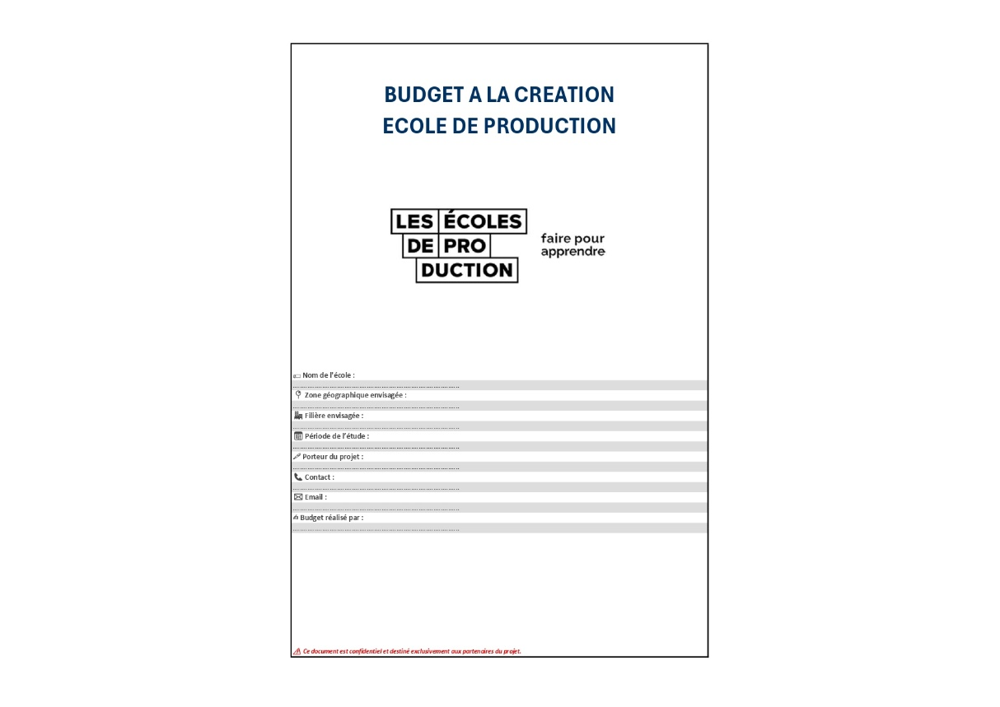 BUDGET A LA CREATION
ECOLE DE PRODUCTION
LES ÉCOLES
DE PRO
DUCTION
faire pour
apprendre
Nom de l'école :
....................................................................................
Zone géographique envisagée :
....................................................................................
Filière envisagée :
....................................................................................
Période de l'étude :
....................................................................................
Porteur du projet :
....................................................................................
Contact :
....................................................................................
Email :
....................................................................................
Budget réalisé par :
....................................................................................
Ce document est confidentiel et destiné exclusivement aux partenaires du projet.